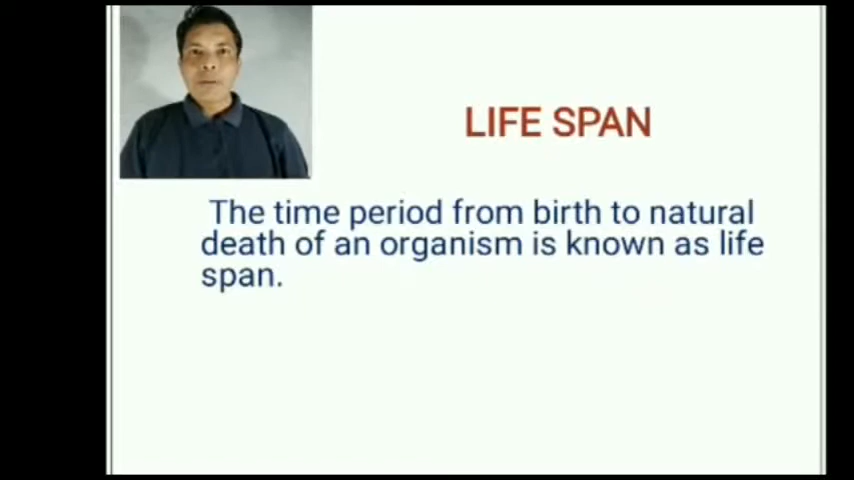 LIFE SPAN
The time period from birth to natural
death of an organism is known as life
span.